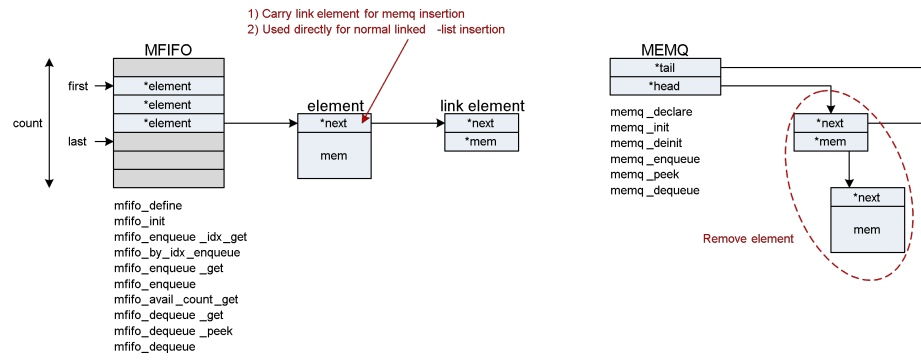 1) Carry link element for memq insertion
2) Used directly for normal linked -list insertion
MFIFO
first
*element
*element
*element
count
last
element
*next
mem
link element
*next
*mem
mfifo_define
mfifo_init
mfifo_enqueue _idx_get
mfifo_by_idx_enqueue
mfifo_enqueue _get
mfifo_enqueue
mfifo_avail _count _get
mfifo_dequeue _get
mfifo_dequeue _peek
mfifo_dequeue
MEMQ
*tail
*head
memq _declare
memq _init
memq _deinit
memq _enqueue
memq _peek
memq _dequeue
*next
*mem
*next
mem
Remove element